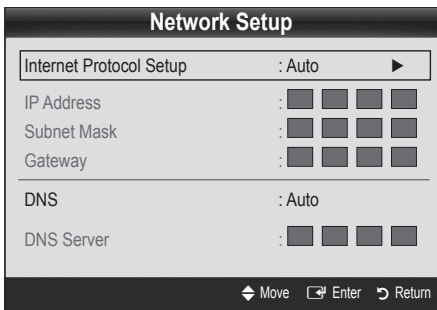 Network Setup
Internet Protocol Setup : Auto ►
IP Address :
Subnet Mask :
Gateway :
DNS : Auto
DNS Server :
Move Enter Return